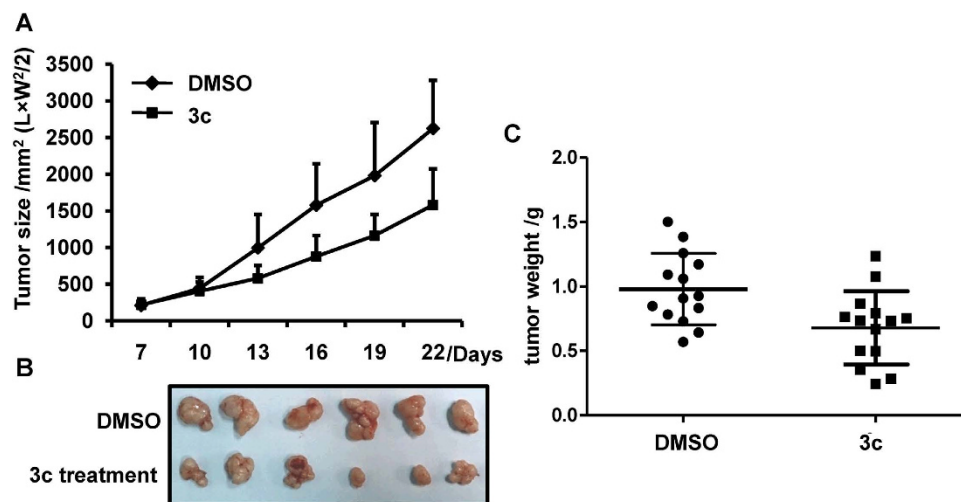 A
Tumor size /mm² (L×W²/2)
3500
3000
2500
2000
1500
1000
500
0
DMSO
3c
7 10 13 16 19 22/Days
B
DMSO
3c treatment
C
tumor weight /g
2.0
1.5
1.0
0.5
0.0
DMSO 3c